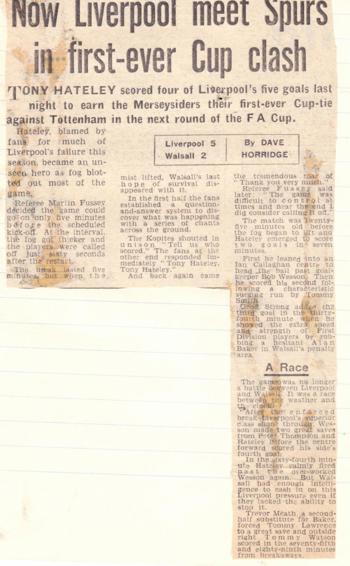 Now Liverpool meet Spurs
in first-ever Cup clash
TONY HATELEY scored four of Liverpool's five goals last
night to earn the Merseysiders their first-ever Cup-tie
against Tottenham in the next round of the F A Cup.
Liverpool 5
Walsall 2
By DAVE
HORRIDGE
Hateley, blamed by
fans for much of
Liverpool's failure this
season, became an un-
seen hero as fog blot-
ted out most of the
game.
Referee Martin Fussey
decided the game could
go on only five minutes
before the scheduled
kick-off. At the interval,
the fog got thicker and
the players were called
off just sixty seconds
after the restart.
The break lasted five
minutes, but when the
mist lifted, Walsall's last
hope of survival dis-
appeared with it.
In the first half the fans
established a question-
and-answer system to dis-
cover what was happening
with a series of chants
across the ground.
The Kopites shouted in
unison "Tell us who
scored." The fans at the
other end responded im-
mediately "Tony Hateley,
Tony Hateley."
And back again came
the tremendous roar of
"Thank you very much."
Referee Fussey said
later: "The game was
difficult to control at
times and near the end I
did consider calling it off."
The match was twenty-
five minutes old before
the fog began to lift and
Hateley emerged to score
two goals in seven
minutes.
First he leaned into an
Ian Callaghan centre to
head the ball past goal-
keeper Bob Wesson. Then
he scored his second fol-
lowing a characteristic
surging run by Tommy
Smith.
Strong
third goal in the thirty-
minute when he
showed the extra speed
and strength of First
Division players by rob-
bing a hesitant Alan
Baker in Walsall's penalty
area.
A Race
The game was no longer
a battle between Liverpool
and Walsall. It was a race
between weather and
the clock.
After the enforced
break Liverpool's superior
class shone through. Wes-
son made two great saves
from Peter Thompson and
Hateley before the centre
forward scored his side's
fourth goal.
In the sixty-fourth min-
ute Hateley calmly fired
past the over-worked
Wesson again. But Wal-
sall had enough intelli-
gence to cash in on this
Liverpool pressure even if
they lacked the ability to
stop it.
Trevor Meath, a second-
half substitute for Baker,
forced Tommy Lawrence
to a great save and outside
right Tommy Watson
scored in the seventy-fifth
and eighty-ninth minutes
from breakaways.